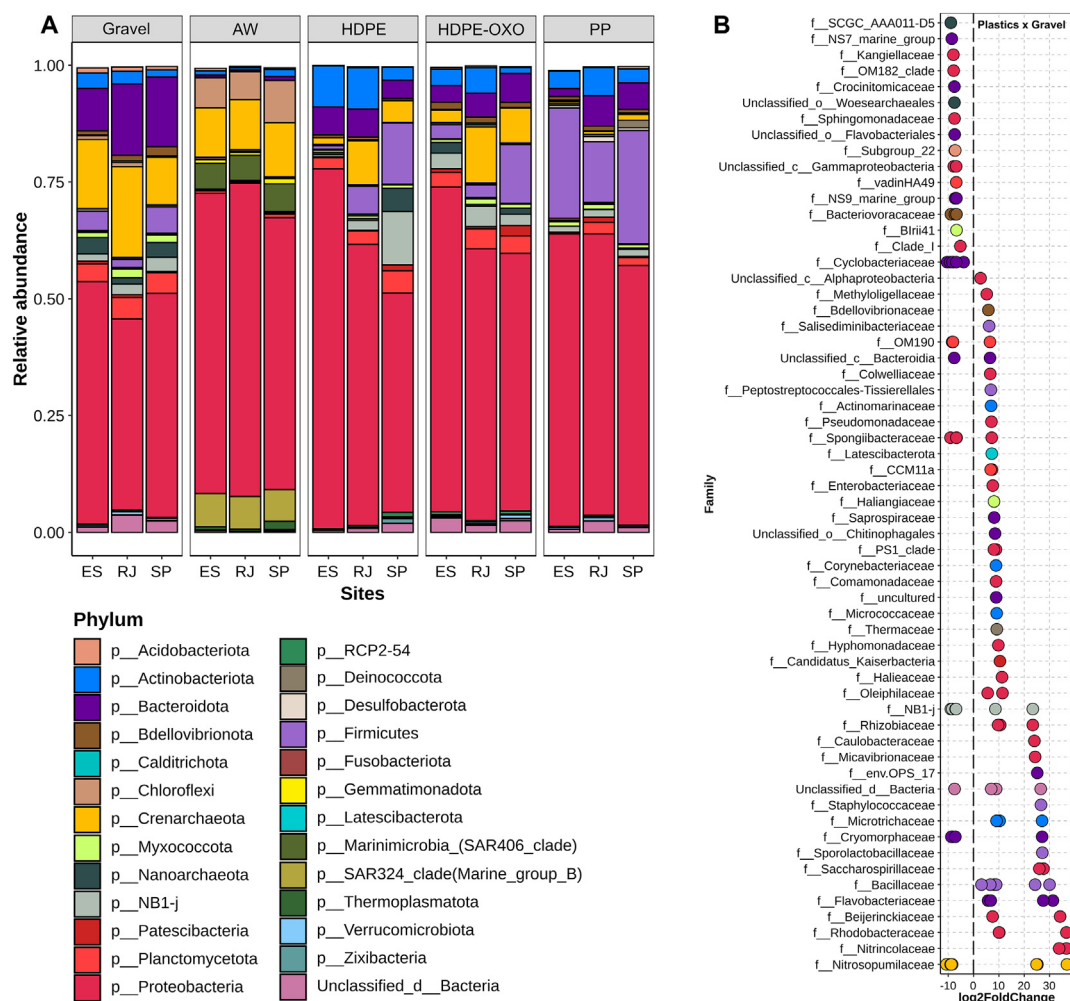 A
Gravel
AW
HDPE
HDPE-OXO
PP
Relative abundance
1.00
0.75
0.50
0.25
0.00
ES RJ SP
ES RJ SP
ES RJ SP
ES RJ SP
ES RJ SP
Sites
Phylum
p__Acidobacteriota
p__Actinobacteriota
p__Bacteroidota
p__Bdellovibrionota
p__Calditrichota
p__Chloroflexi
p__Crenarchaeota
p__Myxococcota
p__Nanoarchaeota
p__NB1-j
p__Patescibacteria
p__Planctomycetota
p__Proteobacteria
p__RCP2-54
p__Deinococcota
p__Desulfobacterota
p__Firmicutes
p__Fusobacteriota
p__Gemmatimonadota
p__Latescibacterota
p__Marinimicrobia_(SAR406_clade)
p__SAR324_clade(Marine_group_B)
p__Thermoplasmatota
p__Verrucomicrobiota
p__Zixibacteria
Unclassified_d__Bacteria
B
Plastics x Gravel
Family
f__SCGC_AAA011-D5
f__NS7_marine_group
f__Kangiellaceae
f__OM182_clade
f__Crocinitomicaceae
Unclassified_o__Woesearchaeales
f__Sphingomonadaceae
Unclassified_o__Flavobacteriales
f__Subgroup_22
Unclassified_c__Gammaproteobacteria
f__vadinHA49
f__NS9_marine_group
f__Bacteriovoracaceae
f__BIrii41
f__Clade_I
f__Cyclobacteriaceae
Unclassified_c__Alphaproteobacteria
f__Methyloligellaceae
f__Bdellovibrionaceae
f__Salisediminibacteriaceae
f__OM190
Unclassified_c__Bacteroidia
f__Colwelliaceae
f__Peptostreptococcales-Tissierellales
f__Actinomarinaceae
f__Pseudomonadaceae
f__Spongiibacteraceae
f__Latescibacterota
f__CCM11a
f__Enterobacteriaceae
f__Haliangiaceae
f__Saprospiraceae
Unclassified_o__Chitinophagales
f__PS1_clade
f__Corynebacteriaceae
f__Comamonadaceae
f__uncultured
f__Micrococcaceae
f__Thermaceae
f__Hyphomonadaceae
f__Candidatus_Kaiserbacteria
f__Halieaceae
f__Oleiphilaceae
f__NB1-j
f__Rhizobiaceae
f__Caulobacteraceae
f__Micavibrionaceae
f__env.OPS_17
Unclassified_d__Bacteria
f__Staphylococcaceae
f__Microtrichaceae
f__Cryomorphaceae
f__Sporolactobacillaceae
f__Saccharospirillaceae
f__Bacillaceae
f__Flavobacteriaceae
f__Beijerinckiaceae
f__Rhodobacteraceae
f__Nitrincolaceae
f__Nitrosopumilaceae
-10 0 10 20 30
log2FoldChange